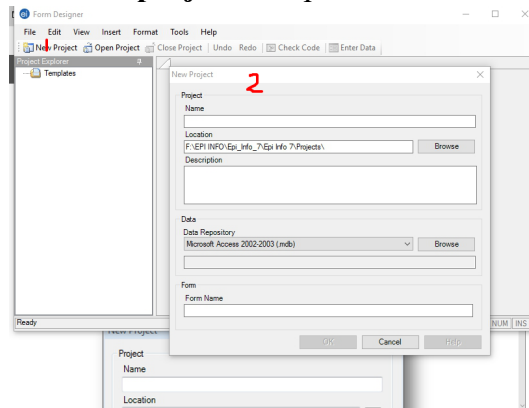 Form Designer
File Edit View Insert Format Tools Help
New Project Open Project Close Project Undo Redo Check Code Enter Data
Project Explorer
Templates
New Project
2
Project
Name
Location
F:\EPI INFO\Epi_Info_7\Epi Info 7\Projects\ Browse
Description
Data
Data Repository
Microsoft Access 2002-2003 (.mdb) Browse
Form
Form Name
OK Cancel Help
Ready NUM INS
New Project
Project
Name
Location